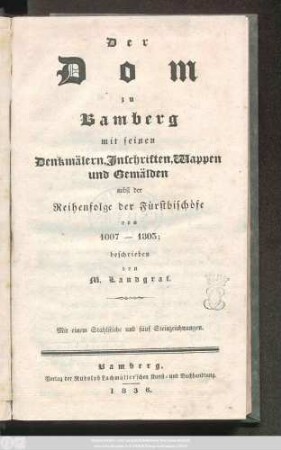 Der
Dom
zu
Bamberg
mit seinen
Denkmälern, Inschriften, Wappen
und Gemälden
nebst der
Reihenfolge der Fürstbischöfe
von
1007 — 1803;
beschrieben
von
M. Landgraf.
Mit einem Stahlstiche und fünf Steinzeichnungen.
Bamberg,
Verlag der Rudolph Lachmüller'schen Kunst- und Buchhandlung.
1836.